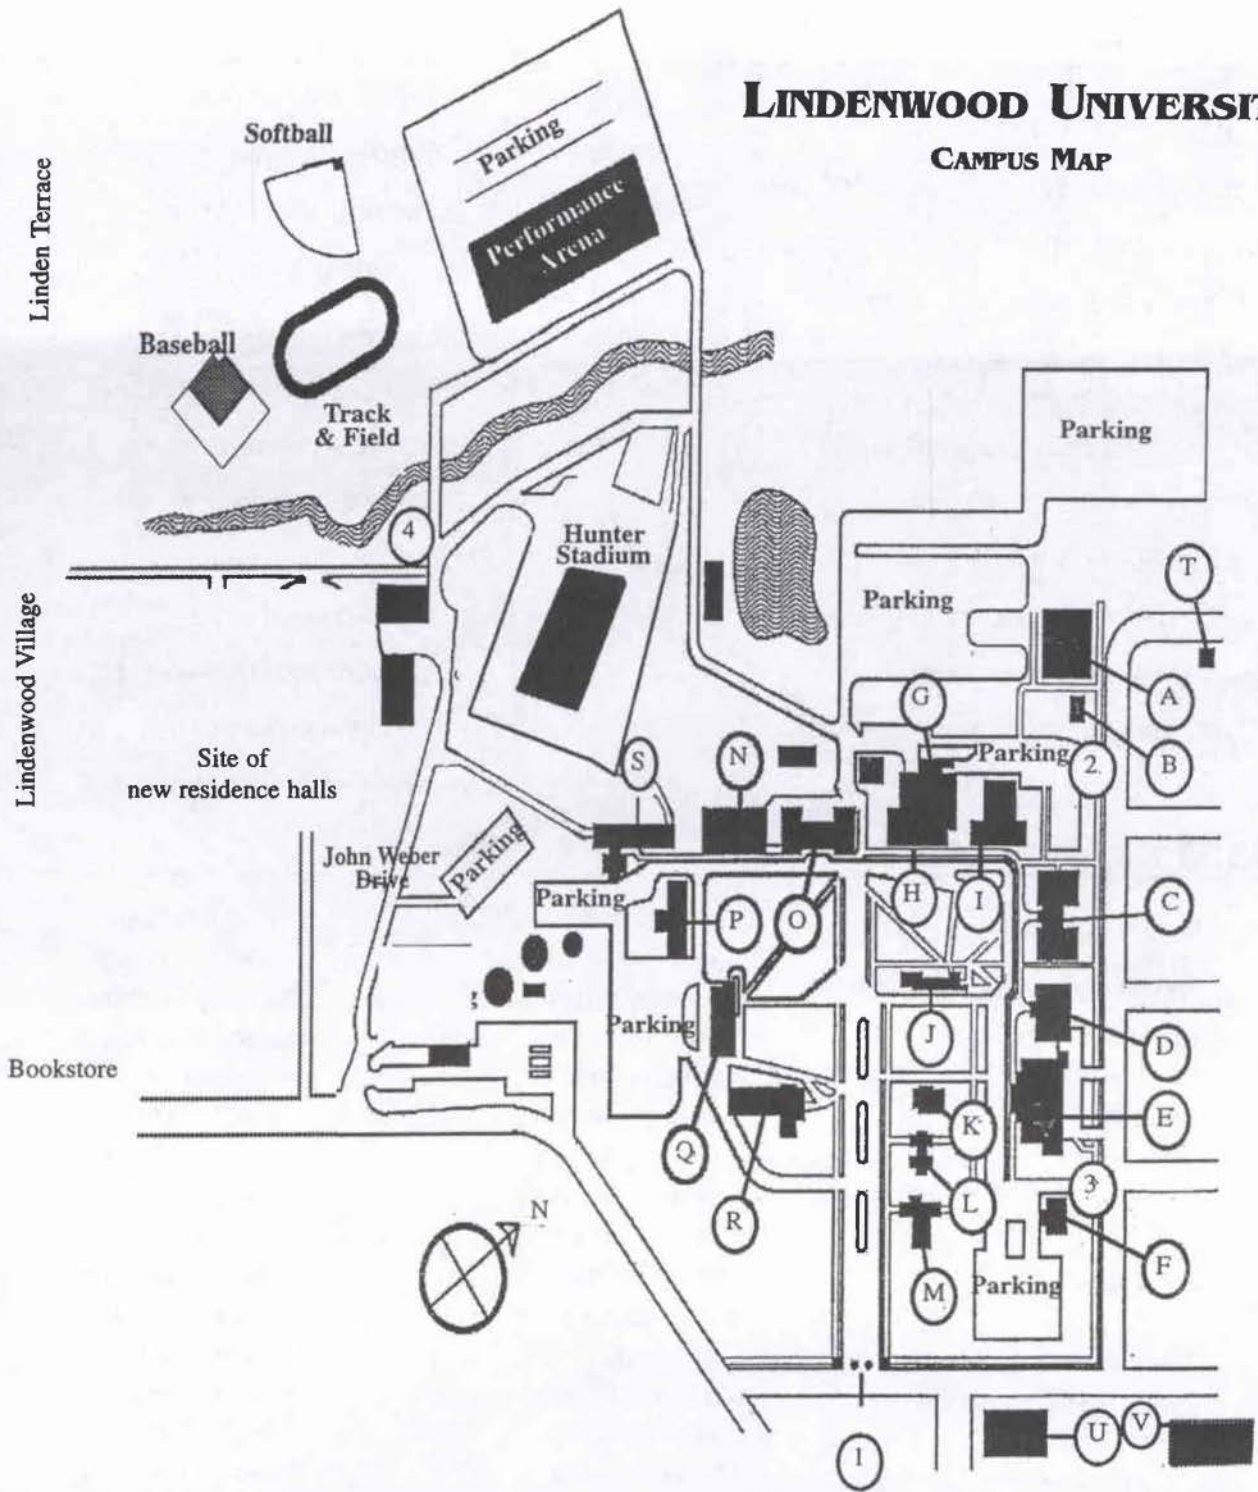 LINDENWOOD UNIVERSIT
CAMPUS MAP
Softball
Parking
Performance
Arena
Linden Terrace
Baseball
Track
& Field
Parking
4
Hunter
Stadium
Parking
T
Lindenwood Village
A
G
Site of
new residence halls
S
N
Parking
2
B
John Weber
Drive
Parking
Parking
P
O
H
I
C
Parking
J
D
Bookstore
K
E
Q
L
3
R
N
M
Parking
F
1
U
V